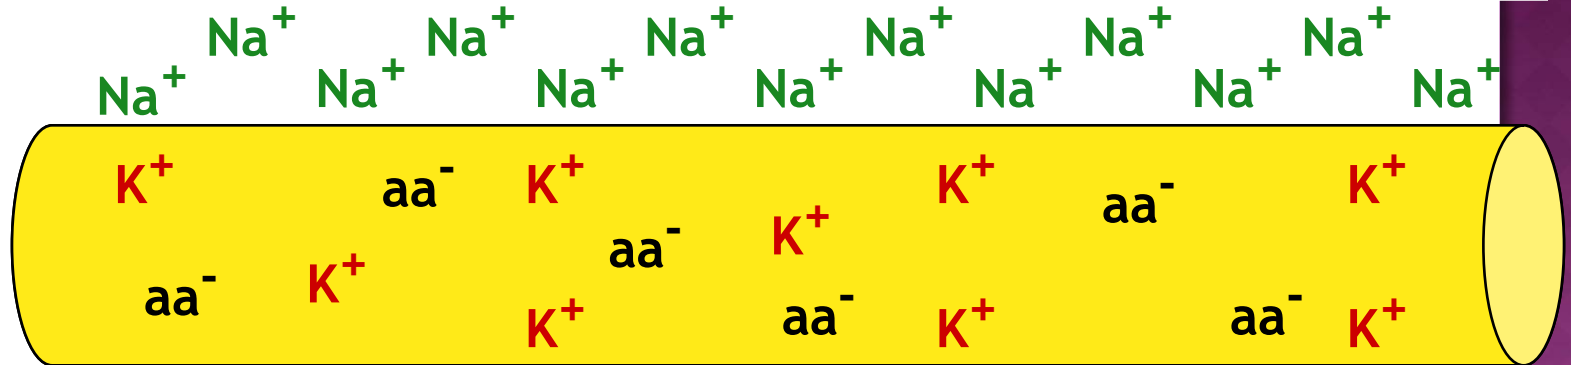 Na⁺ Na⁺ Na⁺ Na⁺ Na⁺ Na⁺
Na⁺ Na⁺ Na⁺ Na⁺ Na⁺ Na⁺ Na⁺
K⁺ aa⁻ K⁺ K⁺ aa⁻ K⁺
aa⁻ K⁺
aa⁻ K⁺
K⁺ aa⁻ K⁺ aa⁻ K⁺